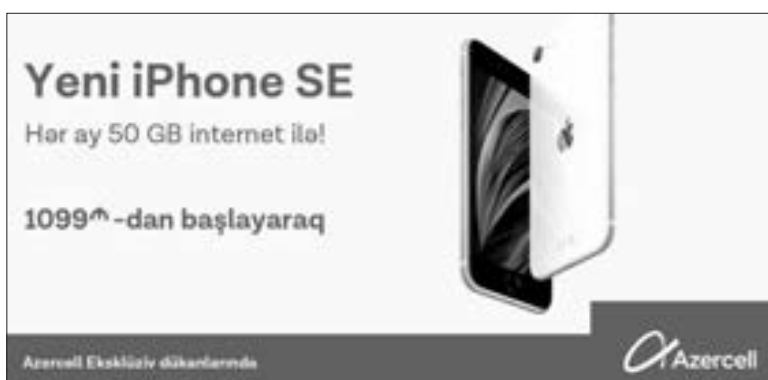 Yeni iPhone SE
Hər ay 50 GB internet ilə!
1099₼-dan başlayaraq
Azercell Eksklüziv dükanlarında
Azercell